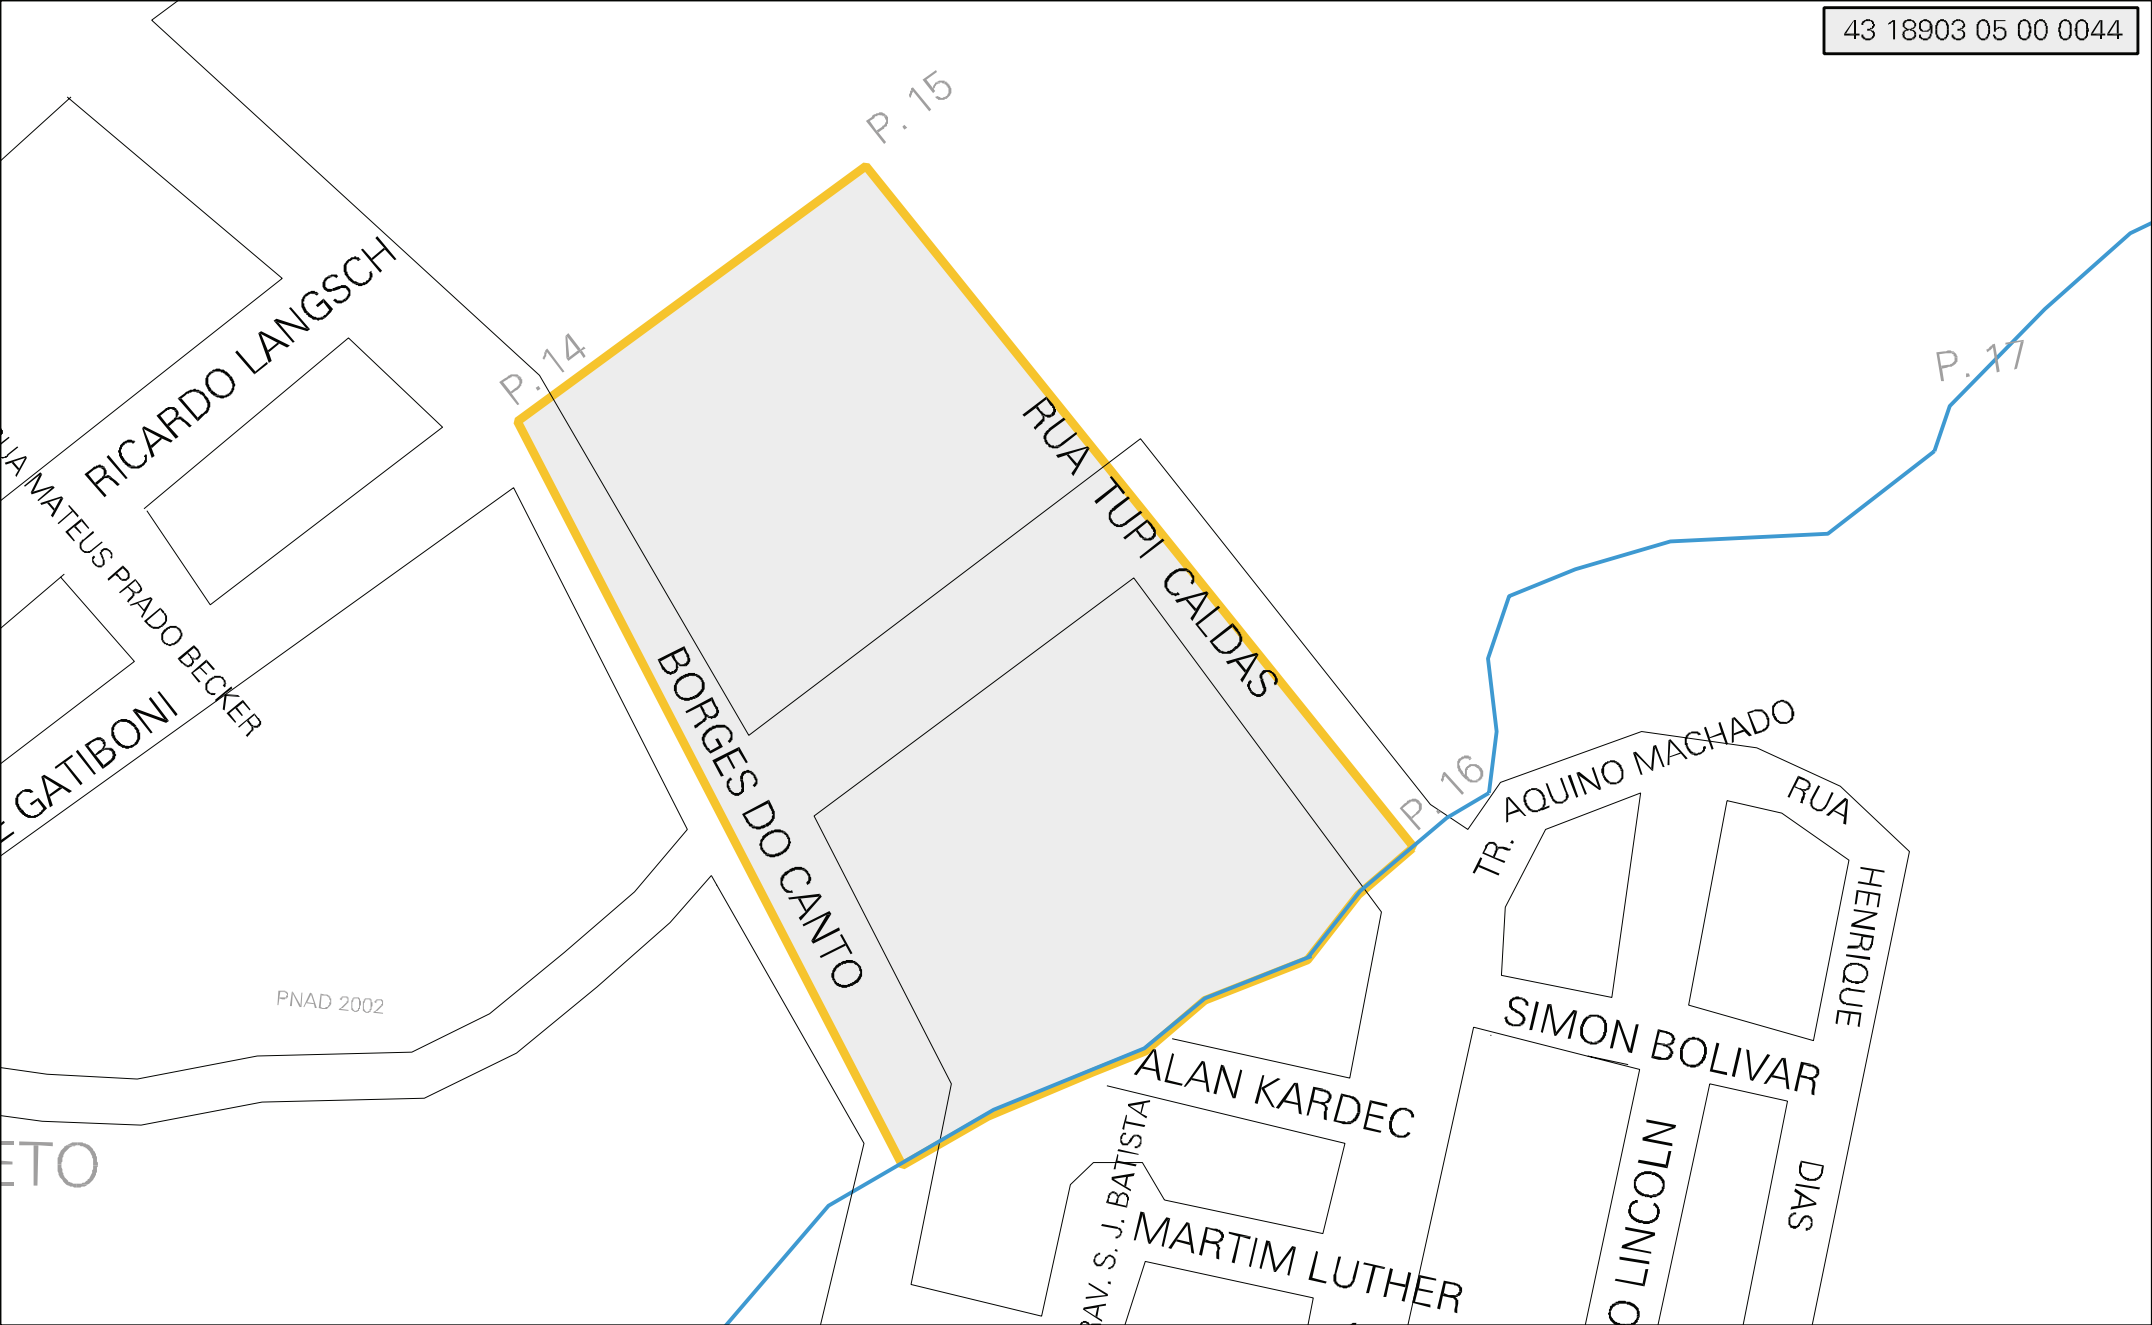 43 18903 05 00 0044
P. 15
RICARDO LANGSCH
P. 14
P. 17
RUA TUPI CALDAS
MATEUS PRADO BECKER
GATIBONI
BORGES DO CANTO
P. 16
AQUINO MACHADO
TR.
RUA
HENRIQUE
DIAS
PNAD 2002
SIMON BOLIVAR
ALAN KARDEC
ETO
S. J. BATISTA
LINCOLN
MARTIM LUTHER